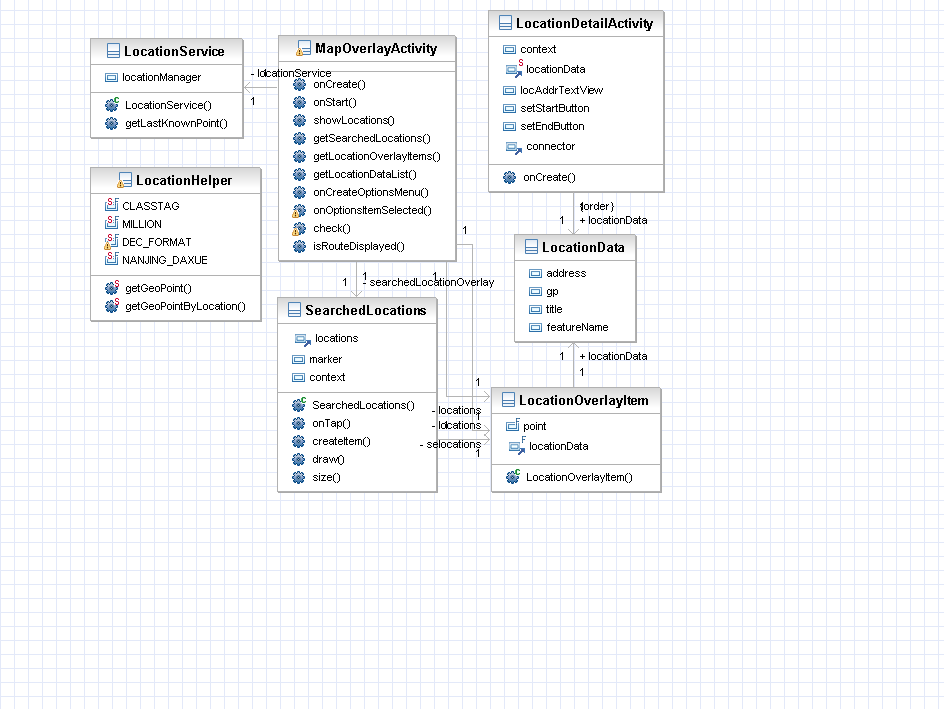 LocationService
locationManager
LocationService()
getLastKnownPoint()
LocationHelper
CLASSTAG
MILLION
DEC_FORMAT
NANJING_DAXUE
getGeoPoint()
getGeoPointByLocation()
MapOverlayActivity
onCreate()
onStart()
showLocations()
getSearchedLocations()
getLocationOverlayItems()
getLocationDataList()
onCreateOptionsMenu()
onOptionsItemSelected()
check()
isRouteDisplayed()
- locationService
1
LocationDetailActivity
context
locationData
locAddrTextView
setStartButton
setEndButton
connector
onCreate()
{order}
1
+ locationData
LocationData
address
gp
title
featureName
1
+ locationData
1
1
1
1
1
- searchedLocationOverlay
SearchedLocations
locations
marker
context
SearchedLocations()
onTap()
createItem()
draw()
size()
1
- locations
1
1
LocationOverlayItem
point
locationData
LocationOverlayItem()